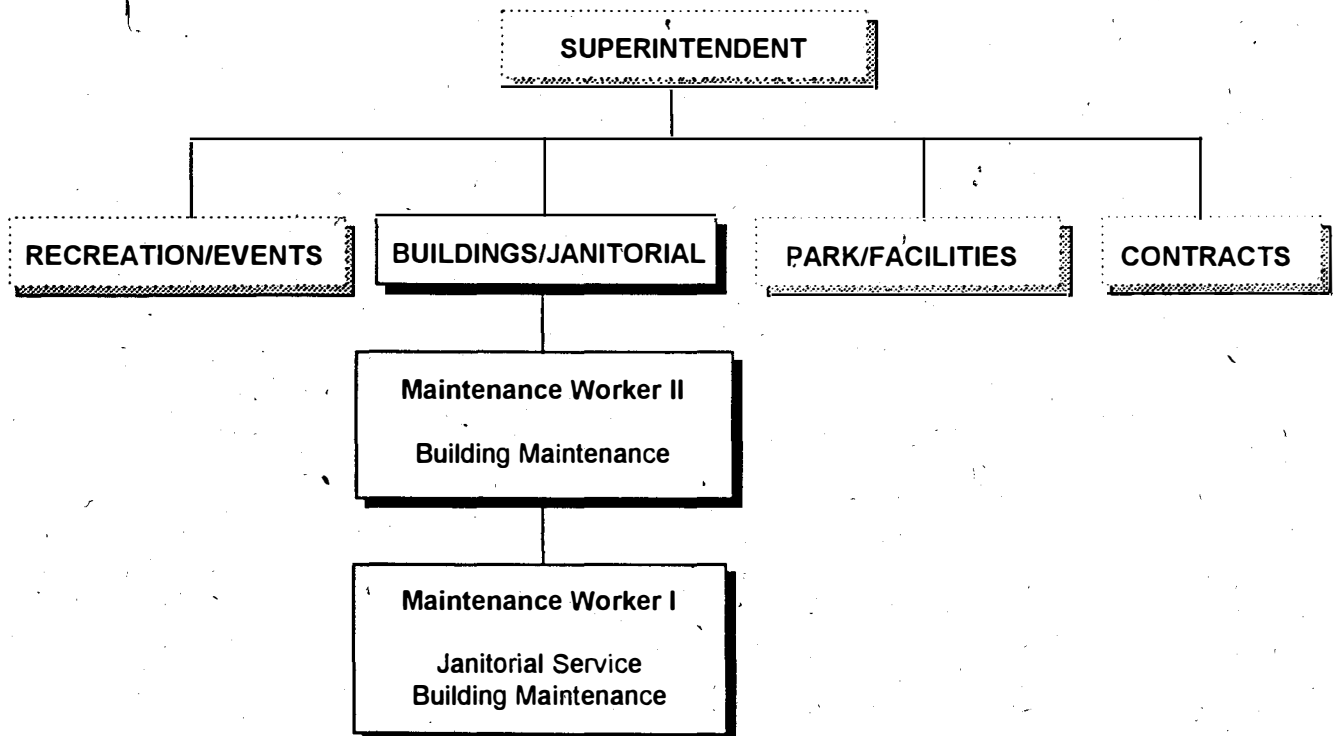 SUPERINTENDENT
RECREATION/EVENTS
BUILDINGS/JANITORIAL
PARK/FACILITIES
CONTRACTS
Maintenance Worker II
Building Maintenance
Maintenance Worker I
Janitorial Service
Building Maintenance